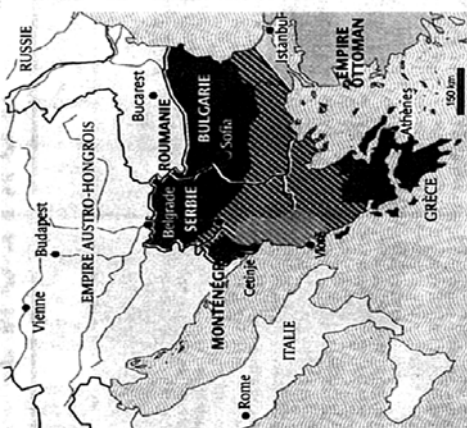 RUSSIE
Vienne
Budapest
EMPIRE AUSTRO-HONGROIS
Bucarest
ROUMANIE
Belgrade
SERBIE
BULGARIE
Sofia
Istanbul
EMPIRE
OTTOMAN
MONTÉNÉGRO
Cetinje
ITALIE
Rome
Athènes
GRÈCE
150 km